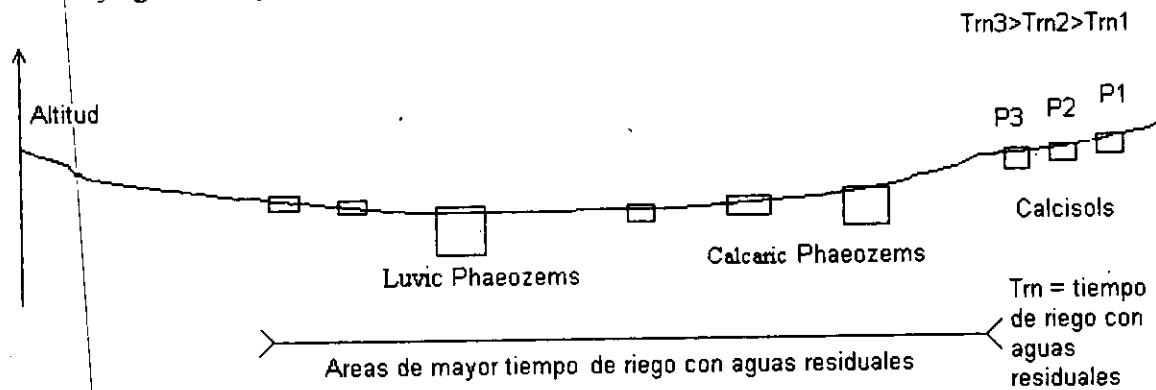 Trn3>Trn2>Trn1
Altitud
P3 P2 P1
Calcisols
Luvic Phaeozems
Calcaric Phaeozems
Areas de mayor tiempo de riego con aguas residuales
Trn = tiempo
de riego con
aguas
residuales